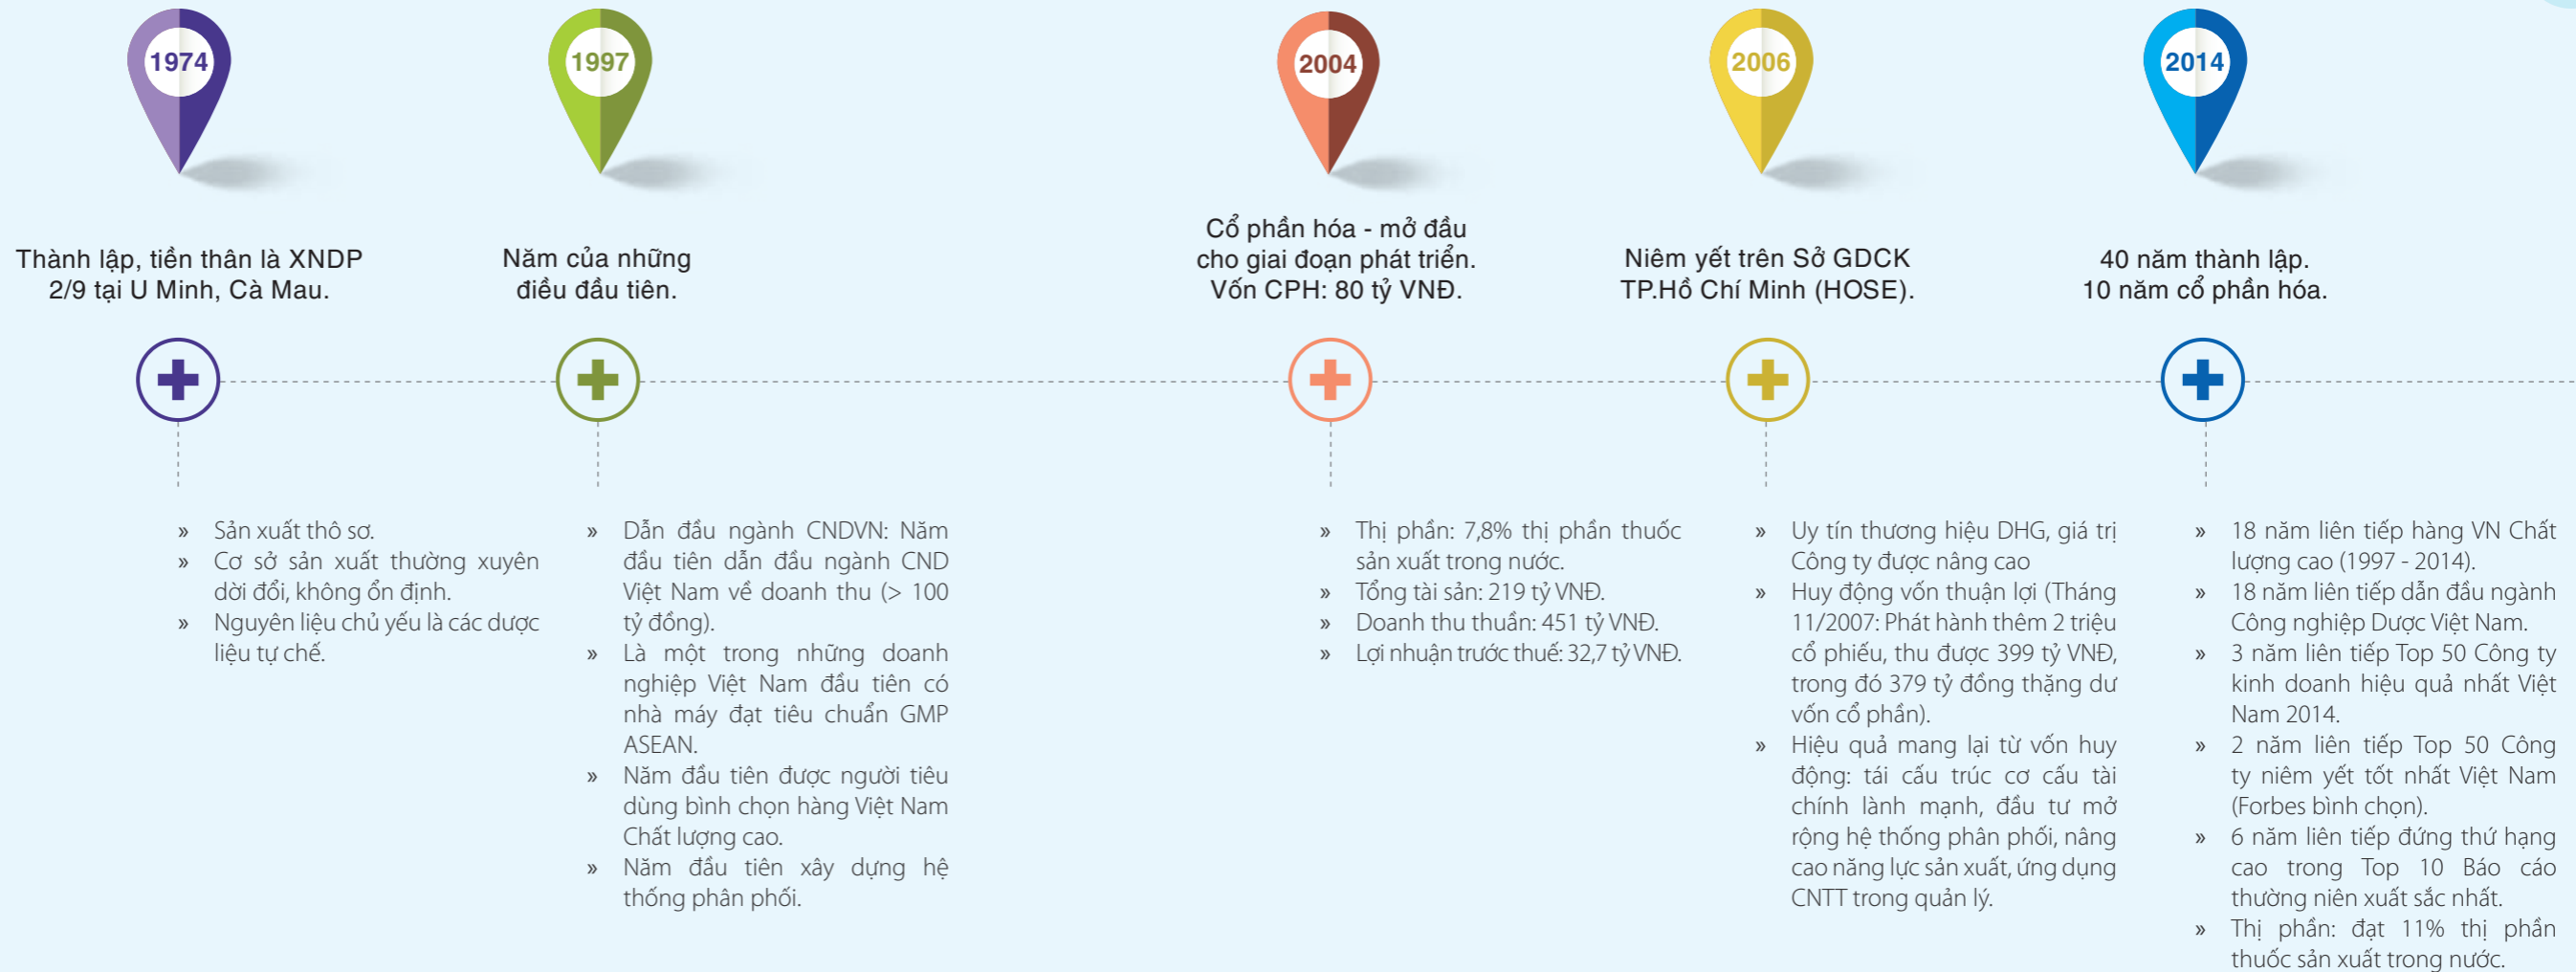 1974
Thành lập, tiền thân là XNDP
2/9 tại U Minh, Cà Mau.
» Sản xuất thô sơ.
» Cơ sở sản xuất thường xuyên
dời đổi, không ổn định.
» Nguyên liệu chủ yếu là các dược
liệu tự chế.
1997
Năm của những
điều đầu tiên.
» Dẫn đầu ngành CNDVN: Năm
đầu tiên dẫn đầu ngành CND
Việt Nam về doanh thu (> 100
tỷ đồng).
» Là một trong những doanh
nghiệp Việt Nam đầu tiên có
nhà máy đạt tiêu chuẩn GMP
ASEAN.
» Năm đầu tiên được người tiêu
dùng bình chọn hàng Việt Nam
Chất lượng cao.
» Năm đầu tiên xây dựng hệ
thống phân phối.
2004
Cổ phần hóa - mở đầu
cho giai đoạn phát triển.
Vốn CPH: 80 tỷ VNĐ.
» Thị phần: 7,8% thị phần thuốc
sản xuất trong nước.
» Tổng tài sản: 219 tỷ VNĐ.
» Doanh thu thuần: 451 tỷ VNĐ.
» Lợi nhuận trước thuế: 32,7 tỷ VNĐ.
2006
Niêm yết trên Sở GDCK
TP.Hồ Chí Minh (HOSE).
» Uy tín thương hiệu DHG, giá trị
Công ty được nâng cao
» Huy động vốn thuận lợi (Tháng
11/2007: Phát hành thêm 2 triệu
cổ phiếu, thu được 399 tỷ VNĐ,
trong đó 379 tỷ đồng thặng dư
vốn cổ phần).
» Hiệu quả mang lại từ vốn huy
động: tái cấu trúc cơ cấu tài
chính lành mạnh, đầu tư mở
rộng hệ thống phân phối, nâng
cao năng lực sản xuất, ứng dụng
CNTT trong quản lý.
2014
40 năm thành lập.
10 năm cổ phần hóa.
» 18 năm liên tiếp hàng VN Chất
lượng cao (1997 - 2014).
» 18 năm liên tiếp dẫn đầu ngành
Công nghiệp Dược Việt Nam.
» 3 năm liên tiếp Top 50 Công ty
kinh doanh hiệu quả nhất Việt
Nam 2014.
» 2 năm liên tiếp Top 50 Công
ty niêm yết tốt nhất Việt Nam
(Forbes bình chọn).
» 6 năm liên tiếp đứng thứ hạng
cao trong Top 10 Báo cáo
thường niên xuất sắc nhất.
» Thị phần: đạt 11% thị phần
thuốc sản xuất trong nước.